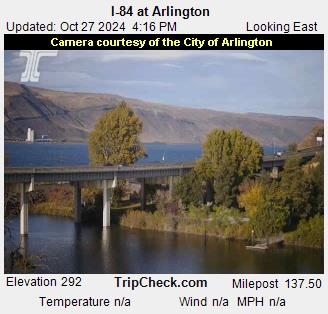 I-84 at Arlington
Updated: Oct 27 2024 4:16 PM Looking East
Camera courtesy of the City of Arlington
Elevation 292 TripCheck.com Milepost 137.50
Temperature n/a Wind n/a MPH n/a